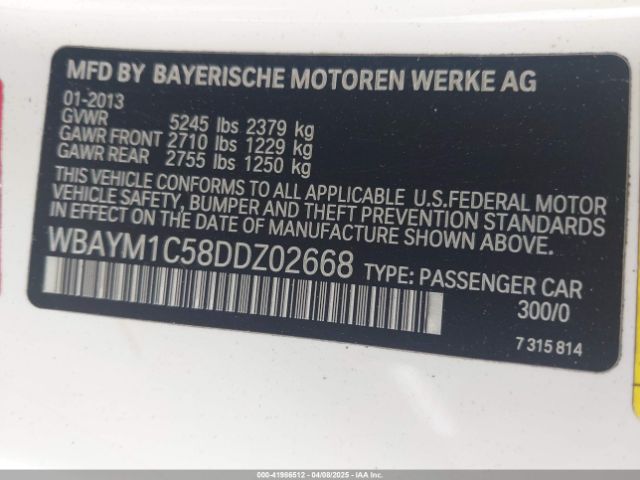 MFD BY BAYERISCHE MOTOREN WERKE AG
01-2013
GVWR 5245 lbs 2379 kg
GAWR FRONT 2710 lbs 1229 kg
GAWR REAR 2755 lbs 1250 kg
THIS VEHICLE CONFORMS TO ALL APPLICABLE U.S.FEDERAL MOTOR
VEHICLE SAFETY, BUMPER AND THEFT PREVENTION STANDARDS
IN EFFECT ON THE DATE OF MANUFACTURE SHOWN ABOVE.
WBAYM1C58DDZ02668 TYPE: PASSENGER CAR
300/0
7 315 814
000-41986512 04/08/2025 (IAA HOLDINGS, LLC) COPART